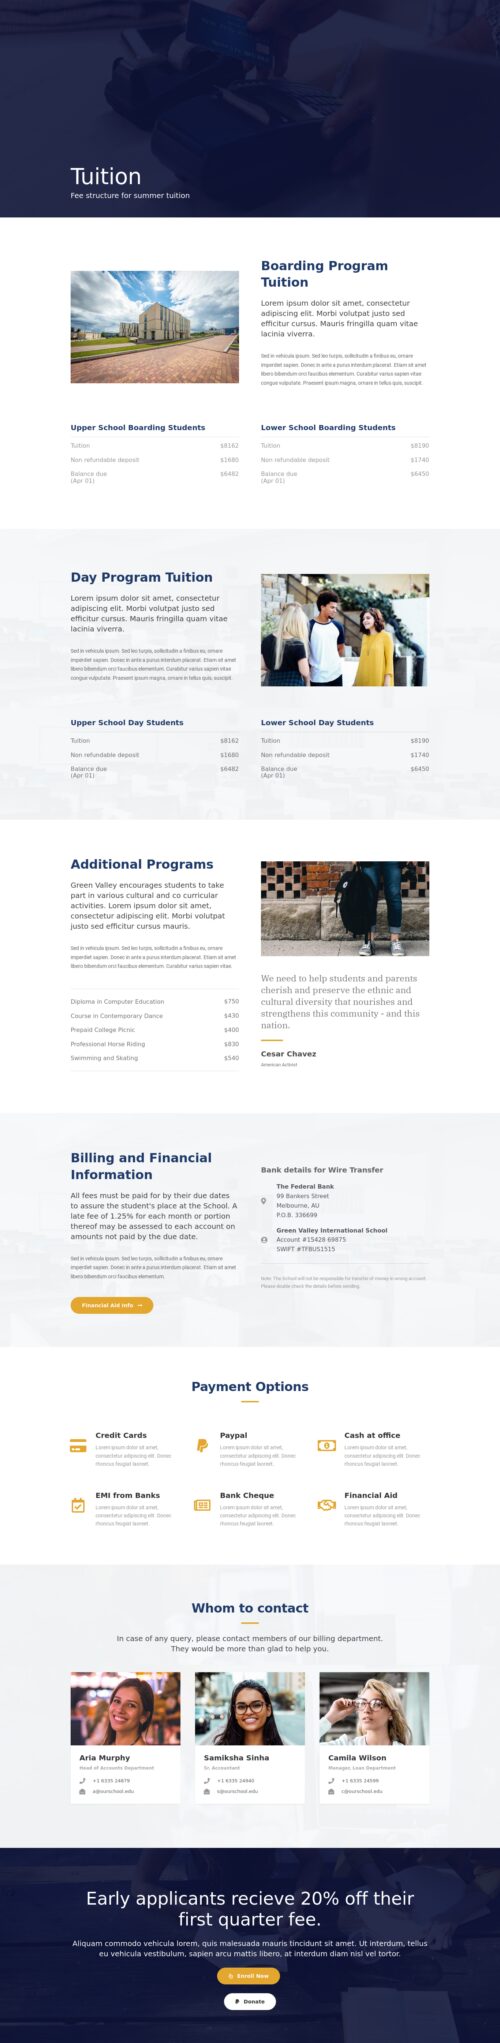 Tuition
Fee structure for summer tuition
Boarding Program
Tuition
Lorem ipsum dolor sit amet, consectetur
adipiscing elit. Morbi volutpat justo sed
efficitur cursus. Mauris fringilla quam vitae
lacinia viverra.
Sed in vehicula ipsum. Sed leo turpis, sollicitudin a finibus eu, ornare
imperdiet sapien. Donec in ante a purus interdum placerat. Etiam sit amet
libero bibendum orci faucibus elementum. Curabitur varius sapien vitae
congue vulputate. Praesent ipsum magna, ornare in tellus quis, suscipit.
Upper School Boarding Students
Tuition $8162
Non refundable deposit $1680
Balance due $6482
(Apr 01)
Lower School Boarding Students
Tuition $8190
Non refundable deposit $1740
Balance due $6450
(Apr 01)
Day Program Tuition
Lorem ipsum dolor sit amet, consectetur
adipiscing elit. Morbi volutpat justo sed
efficitur cursus. Mauris fringilla quam vitae
lacinia viverra.
Sed in vehicula ipsum. Sed leo turpis, sollicitudin a finibus eu, ornare
imperdiet sapien. Donec in ante a purus interdum placerat. Etiam sit amet
libero bibendum orci faucibus elementum. Curabitur varius sapien vitae
congue vulputate. Praesent ipsum magna, ornare in tellus quis, suscipit.
Upper School Day Students
Tuition $8162
Non refundable deposit $1680
Balance due $6482
(Apr 01)
Lower School Day Students
Tuition $8190
Non refundable deposit $1740
Balance due $6450
(Apr 01)
Additional Programs
Green Valley encourages students to take
part in various cultural and co curricular
activities. Lorem ipsum dolor sit amet,
consectetur adipiscing elit. Morbi volutpat
justo sed efficitur cursus mauris.
Sed in vehicula ipsum. Sed leo turpis, sollicitudin a finibus eu, ornare
imperdiet sapien. Donec in ante a purus interdum placerat. Etiam sit amet
libero bibendum orci faucibus elementum. Curabitur varius sapien vitae.
Diploma in Computer Education $750
Course in Contemporary Dance $430
Prepaid College Picnic $400
Professional Horse Riding $830
Swimming and Skating $540
We need to help students and parents
cherish and preserve the ethnic and
cultural diversity that nourishes and
strengthens this community - and this
nation.
Cesar Chavez
American Activist
Billing and Financial
Information
All fees must be paid for by their due dates
to assure the student's place at the School. A
late fee of 1.25% for each month or portion
thereof may be assessed to each account on
amounts not paid by the due date.
Sed in vehicula ipsum. Sed leo turpis, sollicitudin a finibus eu, ornare
imperdiet sapien. Donec in ante a purus interdum placerat. Etiam sit amet
libero bibendum orci faucibus elementum.
Financial Aid Info →
Bank details for Wire Transfer
The Federal Bank
99 Bankers Street
Melbourne, AU
P.O.B. 336699
Green Valley International School
Account #15428 69875
SWIFT #TFBUS1515
Note: The School will not be responsible for transfer of money in wrong account.
Please double check the details before sending.
Payment Options
Credit Cards
Lorem ipsum dolor sit amet,
consectetur adipiscing elit. Donec
rhoncus feugiat laoreet.
Paypal
Lorem ipsum dolor sit amet,
consectetur adipiscing elit. Donec
rhoncus feugiat laoreet.
Cash at office
Lorem ipsum dolor sit amet,
consectetur adipiscing elit. Donec
rhoncus feugiat laoreet.
EMI from Banks
Lorem ipsum dolor sit amet,
consectetur adipiscing elit. Donec
rhoncus feugiat laoreet.
Bank Cheque
Lorem ipsum dolor sit amet,
consectetur adipiscing elit. Donec
rhoncus feugiat laoreet.
Financial Aid
Lorem ipsum dolor sit amet,
consectetur adipiscing elit. Donec
rhoncus feugiat laoreet.
Whom to contact
In case of any query, please contact members of our billing department.
They would be more than glad to help you.
Aria Murphy
Head of Accounts Department
+1 6335 24679
a@ourschool.edu
Samiksha Sinha
Sr. Accountant
+1 6335 24940
s@ourschool.edu
Camila Wilson
Manager, Loan Department
+1 6335 24599
c@ourschool.edu
Early applicants recieve 20% off their
first quarter fee.
Aliquam commodo vehicula lorem, quis malesuada mauris tincidunt sit amet. Ut interdum, tellus
eu vehicula vestibulum, sapien arcu mattis libero, at interdum diam nisl vel tortor.
Enroll Now
Donate